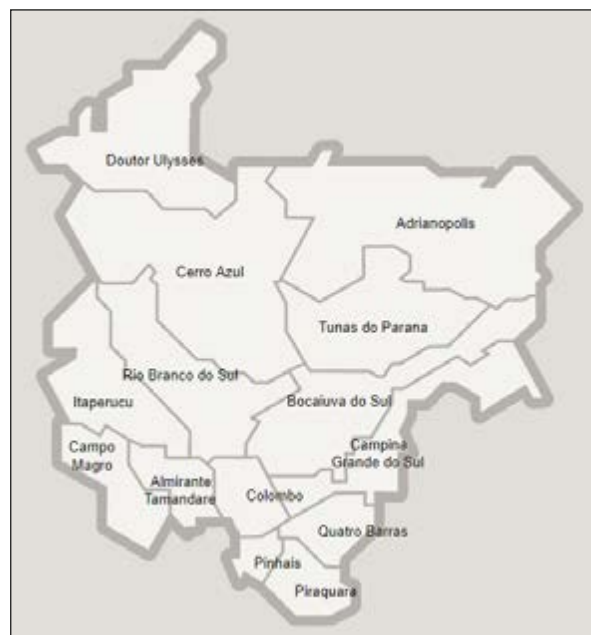 Doutor Ulysses
Adrianopolis
Cerro Azul
Tunas do Parana
Rio Branco do Sul
Itaperucu
Bocaiuva do Sul
Campo
Magro
Campina
Grande do Sul
Almirante
Tamandare
Colombo
Quatro Barras
Pinhais
Piraquara